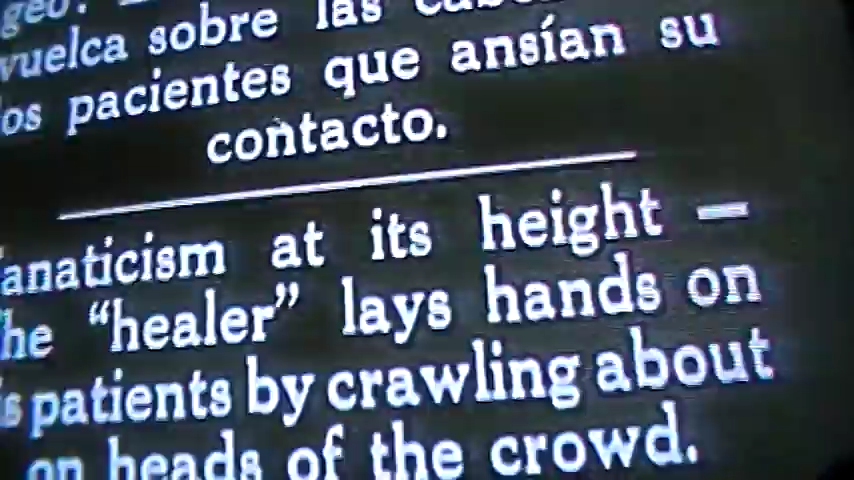 vuelca sobre las
os pacientes que ansían su
contacto.
anaticism at its height —
he "healer" lays hands on
s patients by crawling about
on heads of the crowd.